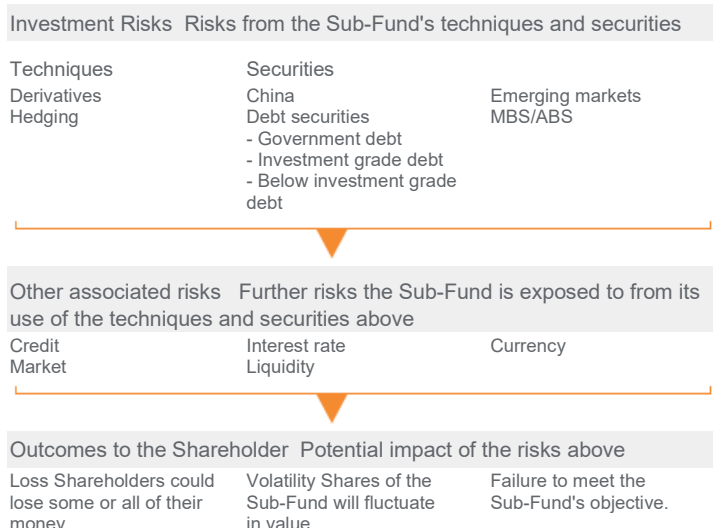 Investment Risks Risks from the Sub-Fund's techniques and securities
Techniques
Derivatives
Hedging
Securities
China
Debt securities
- Government debt
- Investment grade debt
- Below investment grade
debt
Emerging markets
MBS/ABS
Other associated risks Further risks the Sub-Fund is exposed to from its
use of the techniques and securities above
Credit
Market
Interest rate
Liquidity
Currency
Outcomes to the Shareholder Potential impact of the risks above
Loss Shareholders could
lose some or all of their
money
Volatility Shares of the
Sub-Fund will fluctuate
in value
Failure to meet the
Sub-Fund's objective.